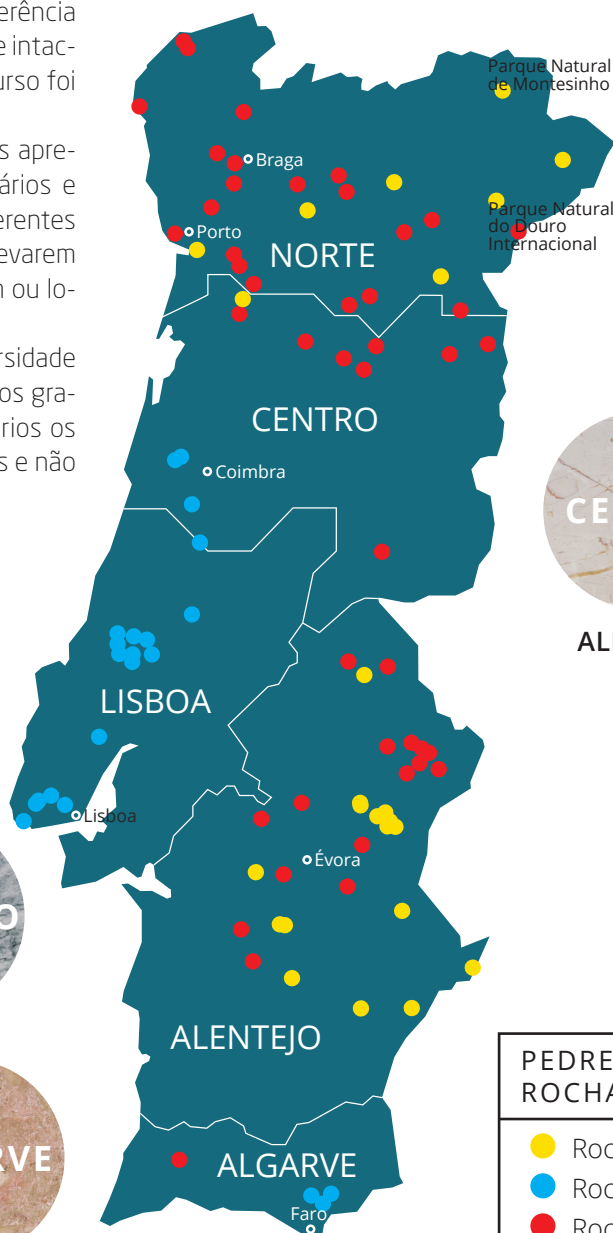 erência
e intac-
urso foi
s apre-
ários e
erentes
evarem
n ou lo-
rsidade
os gra-
rios os
s e não
Parque Natural
de Montesinho
Braga
Parque Natural
do Douro
Internacional
Porto
NORTE
CENTRO
Coimbra
CE
AL
LISBOA
Lisboa
Évora
O
ALENTEJO
RVE
ALGARVE
Faro
PEDRE
ROCHA
Roc
Roc
Roc